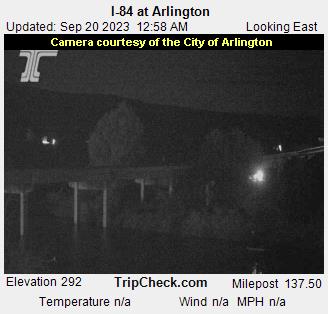 I-84 at Arlington
Updated: Sep 20 2023 12:58 AM Looking East
Camera courtesy of the City of Arlington
Elevation 292 TripCheck.com Milepost 137.50
Temperature n/a Wind n/a MPH n/a